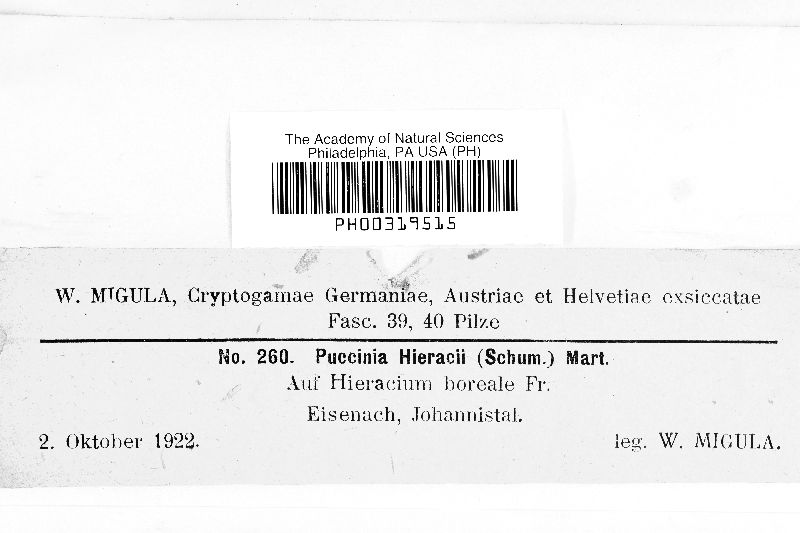 The Academy of Natural Sciences
Philadelphia, PA USA (PH)
PH00319515
W. MIGULA, Cryptogamae Germaniae, Austriae et Helvetiae exsiccatae
Fasc. 39, 40 Pilze
No. 260. Puccinia Hieracii (Schum.) Mart.
Auf Hieracium boreale Fr.
Eisenach, Johannistal.
2. Oktober 1922.
leg. W. MIGULA.